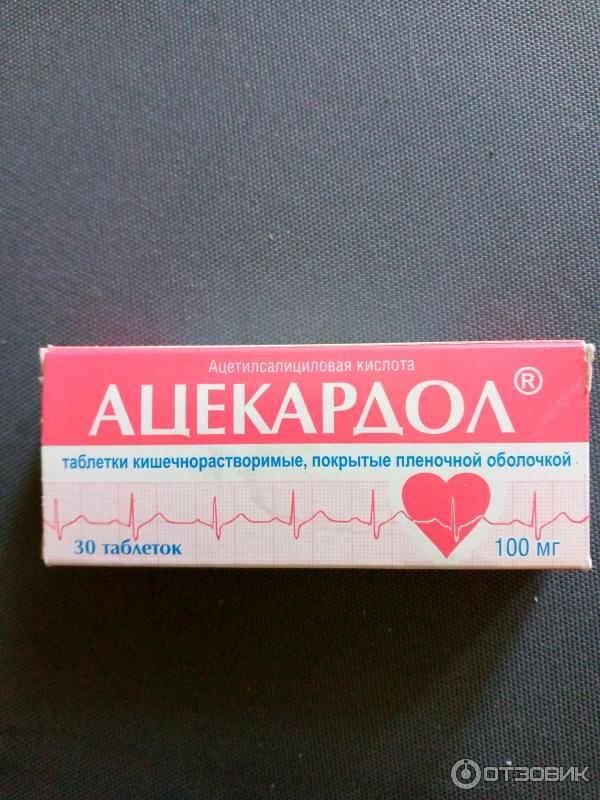 Ацетилсалициловая кислота
АЦЕКАРДОЛ®
таблетки кишечнорастворимые, покрытые пленочной оболочкой
30 таблеток
100 мг
ОТЗОВИК